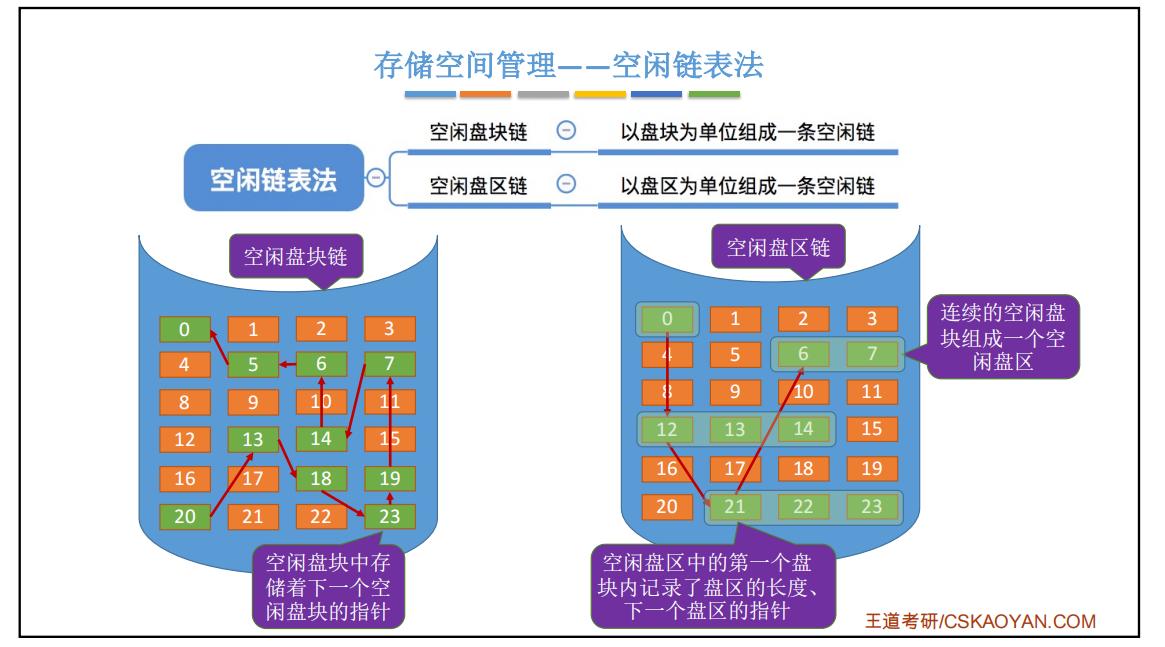 存储空间管理——空闲链表法
空闲链表法
空闲盘块链
以盘块为单位组成一条空闲链
空闲盘区链
以盘区为单位组成一条空闲链
空闲盘块链
0 1 2 3
4 5 6 7
8 9 10 11
12 13 14 15
16 17 18 19
20 21 22 23
空闲盘块中存
储着下一个空
闲盘块的指针
空闲盘区链
0 1 2 3
4 5 6 7
8 9 10 11
12 13 14 15
16 17 18 19
20 21 22 23
连续的空闲盘
块组成一个空
闲盘区
空闲盘区中的第一个盘
块内记录了盘区的长度、
下一个盘区的指针
王道考研/CSKAOYAN.COM